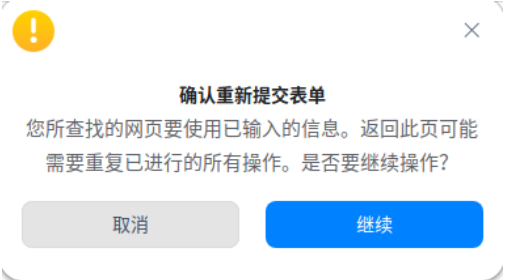 确认重新提交表单
您所查找的网页要使用已输入的信息。返回此页可能
需要重复已进行的所有操作。是否要继续操作?
取消
继续